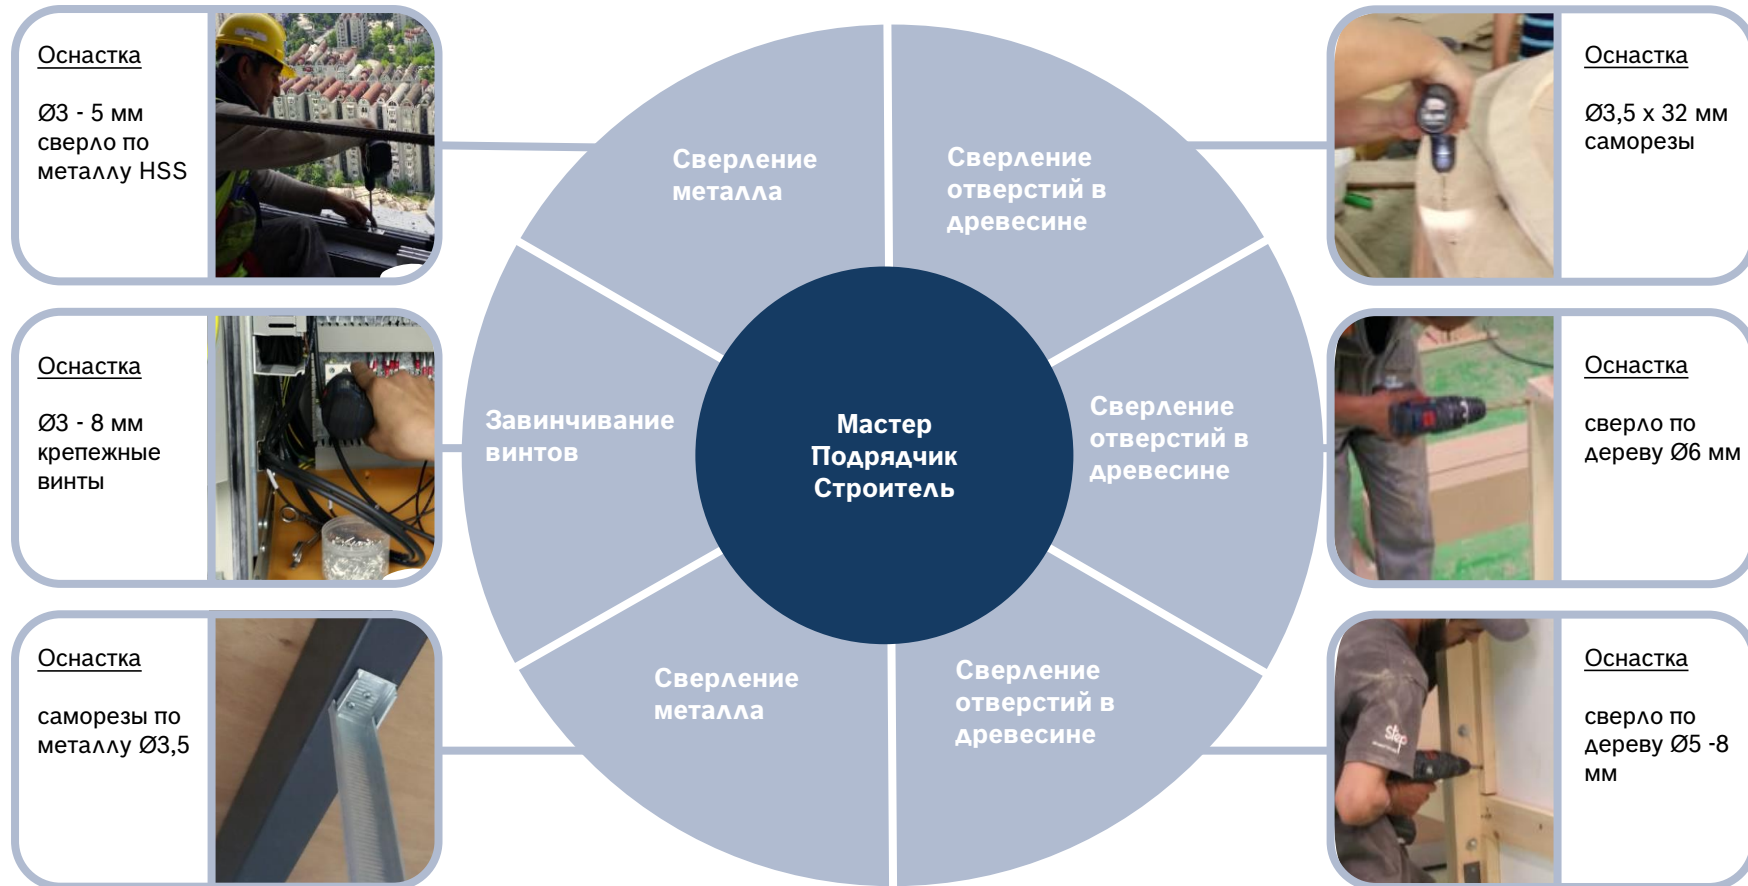 Оснастка
Ø3 - 5 мм
сверло по
металлу HSS
Сверление
металла
Сверление
отверстий в
древесине
Оснастка
Ø3,5 x 32 мм
саморезы
Оснастка
Ø3 - 8 мм
крепежные
винты
Завинчивание
винтов
Мастер
Подрядчик
Строитель
Сверление
отверстий в
древесине
Оснастка
сверло по
дереву Ø6 мм
Оснастка
саморезы по
металлу Ø3,5
Сверление
металла
Сверление
отверстий в
древесине
Step
Оснастка
сверло по
дереву Ø5 -8
мм